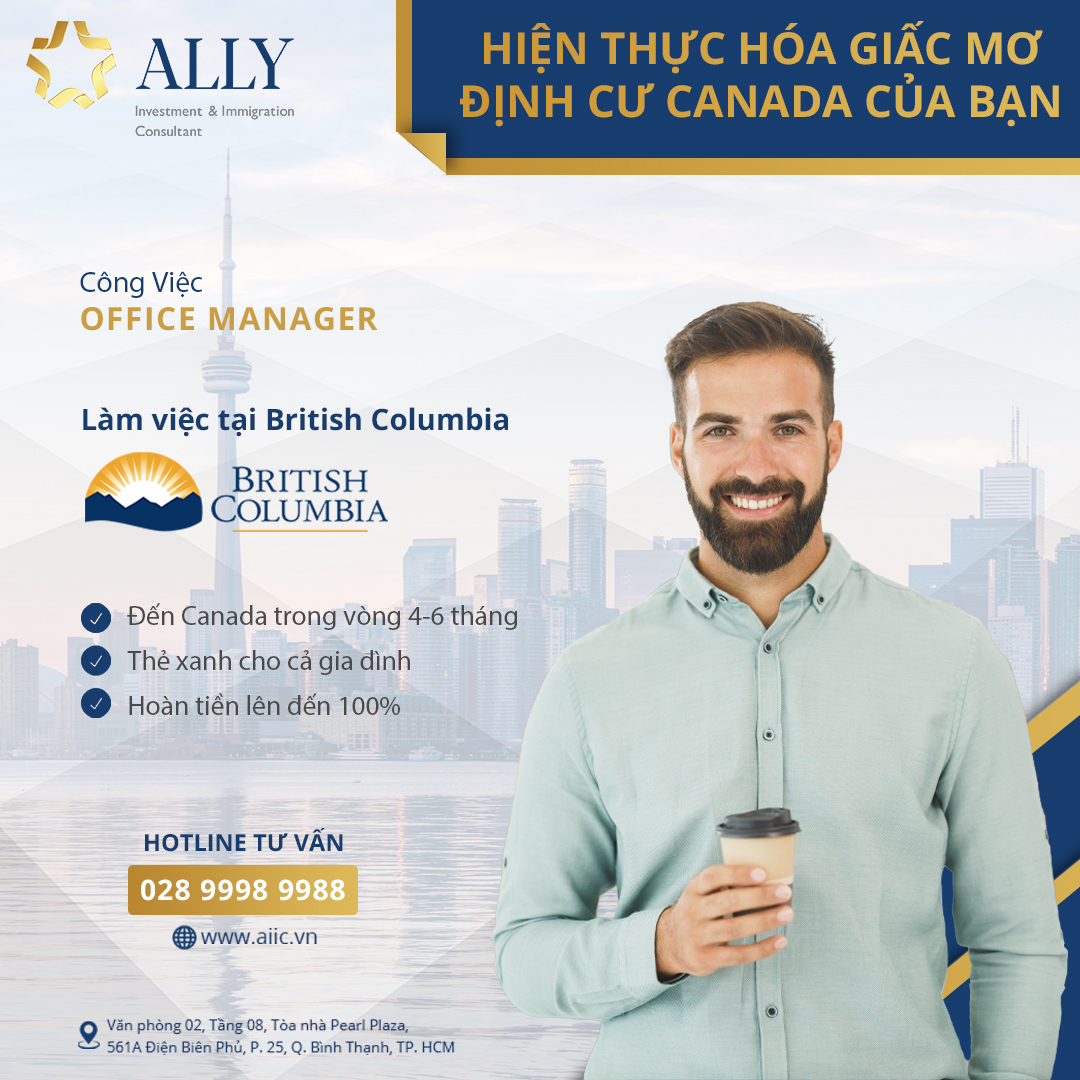 ALLY
Investment & Immigration
Consultant
HIỆN THỰC HÓA GIẤC MƠ
ĐỊNH CƯ CANADA CỦA BẠN
Công Việc
OFFICE MANAGER
Làm việc tại British Columbia
BRITISH
COLUMBIA
Đến Canada trong vòng 4-6 tháng
Thẻ xanh cho cả gia đình
Hoàn tiền lên đến 100%
HOTLINE TƯ VẤN
028 9998 9988
www.aiic.vn
Văn phòng 02, Tầng 08, Tòa nhà Pearl Plaza,
561A Điện Biên Phủ, P. 25, Q. Bình Thạnh, TP. HCM